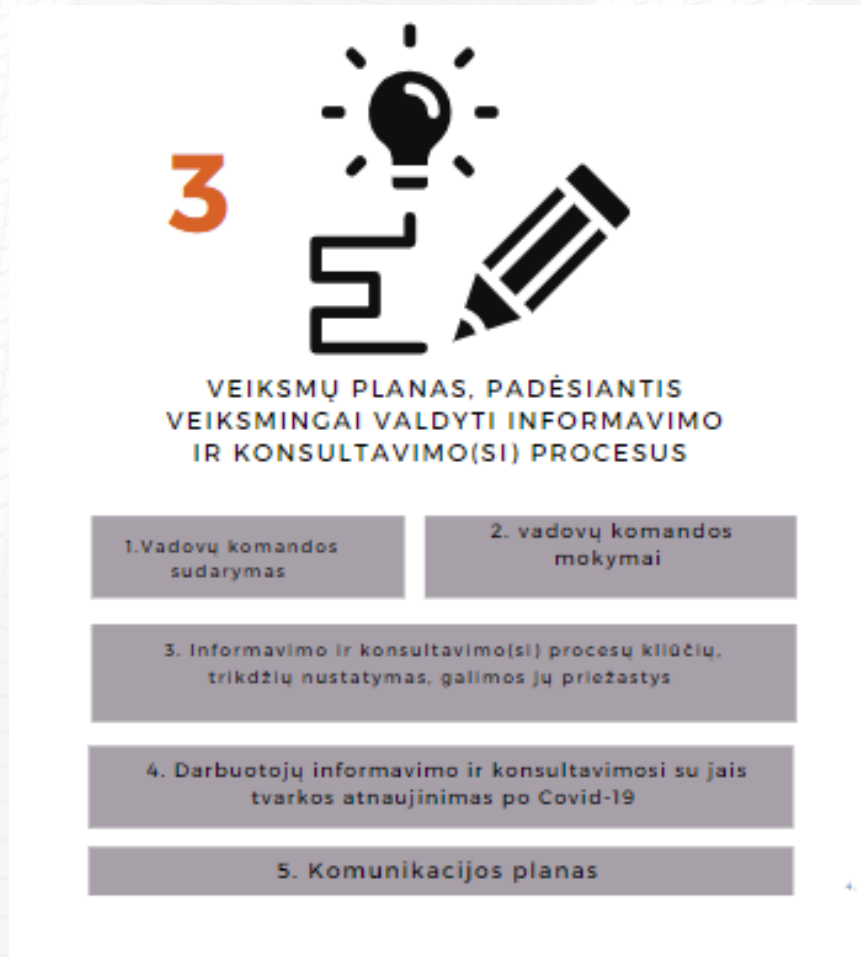 3
VEIKSMŲ PLANAS, PADĖSIANTIS
VEIKSMINGAI VALDYTI INFORMAVIMO
IR KONSULTAVIMO(SI) PROCESUS
1.Vadovų komandos
sudarymas
2. vadovų komandos
mokymai
3. Informavimo ir konsultavimo(si) procesų kliūčių,
trikdžių nustatymas, galimos jų priežastys
4. Darbuotojų informavimo ir konsultavimosi su jais
tvarkos atnaujinimas po Covid-19
5. Komunikacijos planas
4.